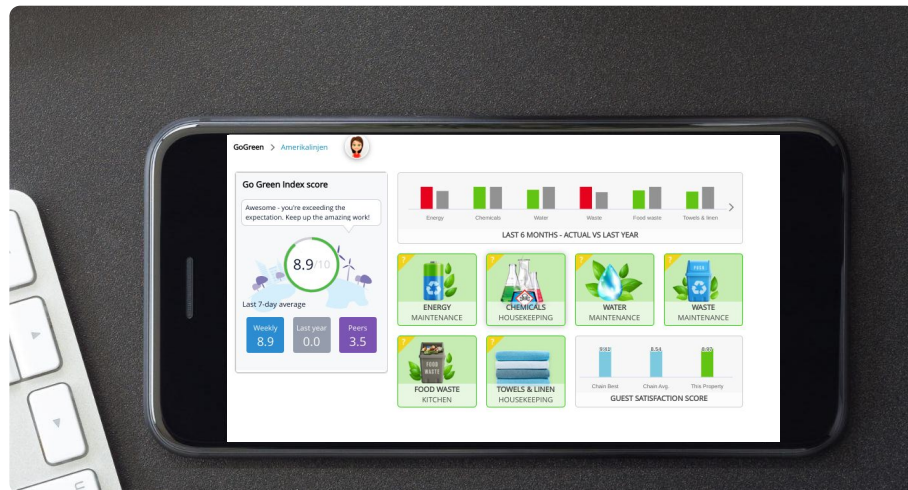 GoGreen > Amerikalinjen
Go Green Index score
Awesome - you're exceeding the
expectation. Keep up the amazing work!
8.9/10
Last 7-day average
Weekly
8.9
Last year
0.0
Peers
3.5
Energy
Chemicals
Water
Waste
Food waste
Towels & linen
LAST 6 MONTHS - ACTUAL VS LAST YEAR
?
ENERGY
MAINTENANCE
?
CHEMICALS
HOUSEKEEPING
?
WATER
MAINTENANCE
?
FOOD
WASTE
MAINTENANCE
?
FOOD
WASTE
FOOD WASTE
KITCHEN
?
TOWELS & LINEN
HOUSEKEEPING
8.54
Chain Best
Chain Avg.
This Property
GUEST SATISFACTION SCORE